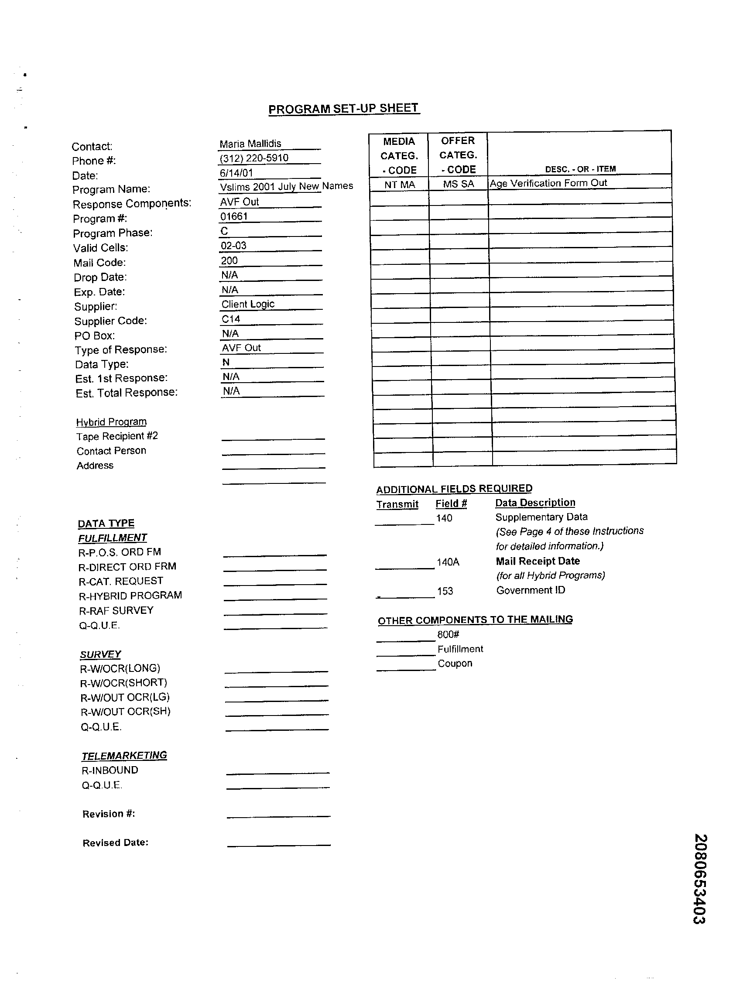 PROGRAM SET-UP SHEET
Contact: Maria Mallidis
Phone #: (312) 220-5910
Date: 6/14/01
Program Name: Vslims 2001 July New Names
Response Components: AVF Out
Program #: 01661
Program Phase: C
Valid Cells: 02-03
Mail Code: 200
Drop Date: N/A
Exp. Date: N/A
Supplier: Client Logic
Supplier Code: C14
PO Box: N/A
Type of Response: AVF Out
Data Type: N
Est. 1st Response: N/A
Est. Total Response: N/A
Hybrid Program
Tape Recipient #2
Contact Person
Address
DATA TYPE
FULFILLMENT
R-P.O.S. ORD FM
R-DIRECT ORD FRM
R-CAT. REQUEST
R-HYBRID PROGRAM
R-RAF SURVEY
Q-Q.U.E.
SURVEY
R-W/OCR(LONG)
R-W/OCR(SHORT)
R-W/OUT OCR(LG)
R-W/OUT OCR(SH)
Q-Q.U.E.
TELEMARKETING
R-INBOUND
Q-Q.U.E.
Revision #:
Revised Date:
MEDIA OFFER
CATEG. CATEG.
- CODE - CODE DESC. - OR - ITEM
NT MA MS SA Age Verification Form Out
ADDITIONAL FIELDS REQUIRED
Transmit Field # Data Description
140 Supplementary Data
(See Page 4 of these Instructions
for detailed information.)
140A Mail Receipt Date
(for all Hybrid Programs)
153 Government ID
OTHER COMPONENTS TO THE MAILING
800#
Fulfillment
Coupon
2080653403